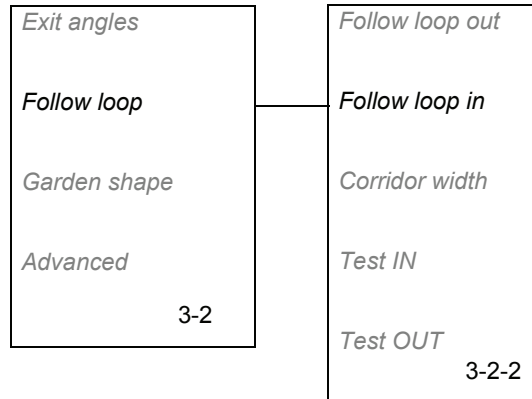 Exit angles
Follow loop
Garden shape
Advanced
3-2
Follow loop out
Follow loop in
Corridor width
Test IN
Test OUT
3-2-2